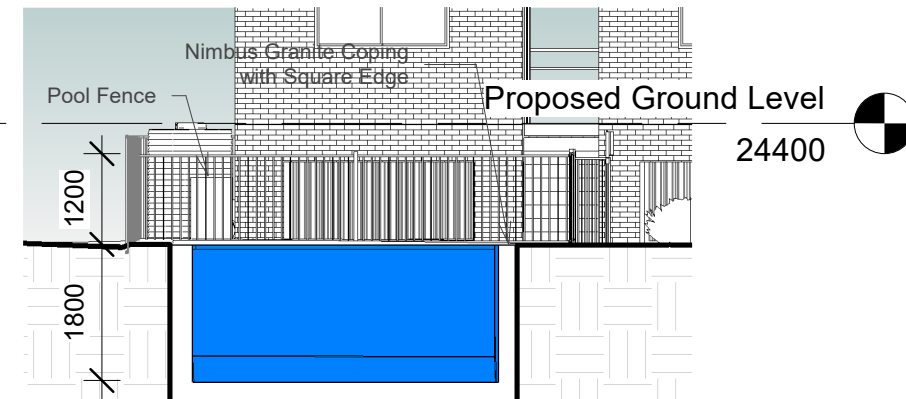 Nimbus Granite Coping
with Square Edge
Pool Fence
Proposed Ground Level
24400
1200
1800